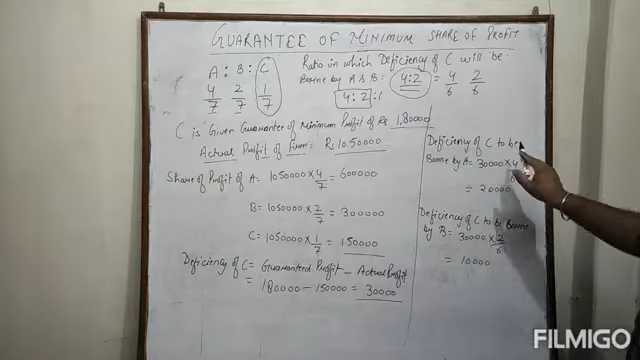 GUARANTEE OF MINIMUM SHARE OF PROFIT
A : B : C
4/7 2/7 1/7
Ratio in which Deficiency of C will be
Borne by A & B: 4:2 = 4/6 2/6
4:2:1
C is Given Guarantee of Minimum Profit of Rs 180000
Actual Profit of Firm: Rs 1050000
Share of Profit of A= 1050000 × 4/7 = 600000
B= 1050000 × 2/7 = 300000
C= 1050000 × 1/7 = 150000
Deficiency of C= Guaranteed Profit - Actual Profit
= 180000 - 150000 = 30000
Deficiency of C to be
Borne by A= 30000 × 4/6
= 20000
Deficiency of C to be Borne
by B= 30000 × 2/6
= 10000
FILMIGO